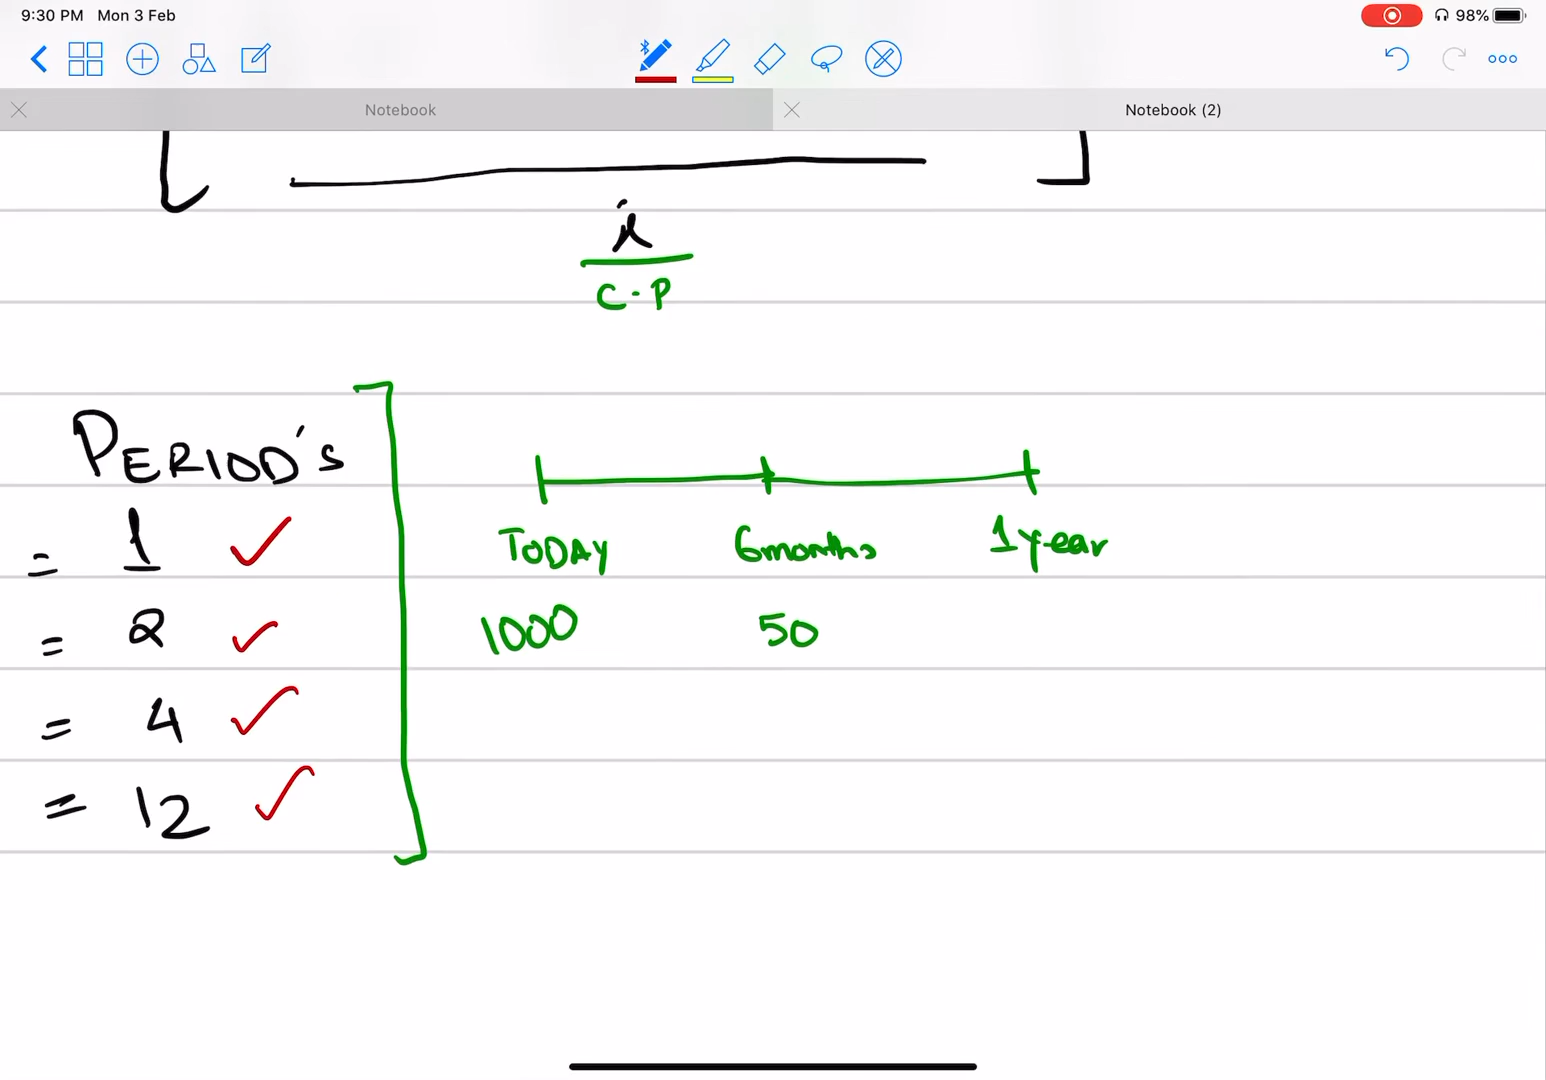 9:30 PM Mon 3 Feb 98%
Notebook Notebook (2)
i
C.P
PERIOD's
= 1
= 2
= 4
= 12
TODAY 6months 1year
1000 50